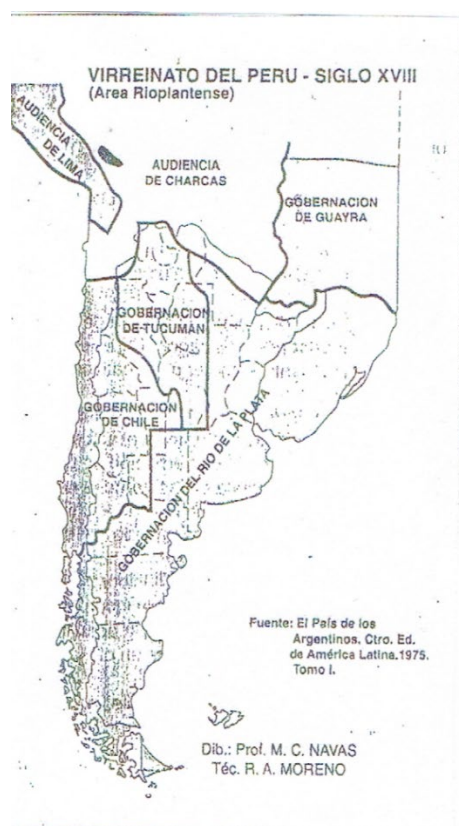 VIRREINATO DEL PERU - SIGLO XVIII
(Area Rioplantense)
AUDIENCIA
DE LIMA
AUDIENCIA
DE CHARCAS
GOBERNACION
DE GUAYRA
GOBERNACION
DE TUCUMAN
GOBERNACION
DE CHILE
GOBERNACION DEL RIO DE LA PLATA
Fuente: El País de los
Argentinos. Ctro. Ed.
de América Latina.1975.
Tomo I.
Dib.: Prof. M. C. NAVAS
Téc. R. A. MORENO